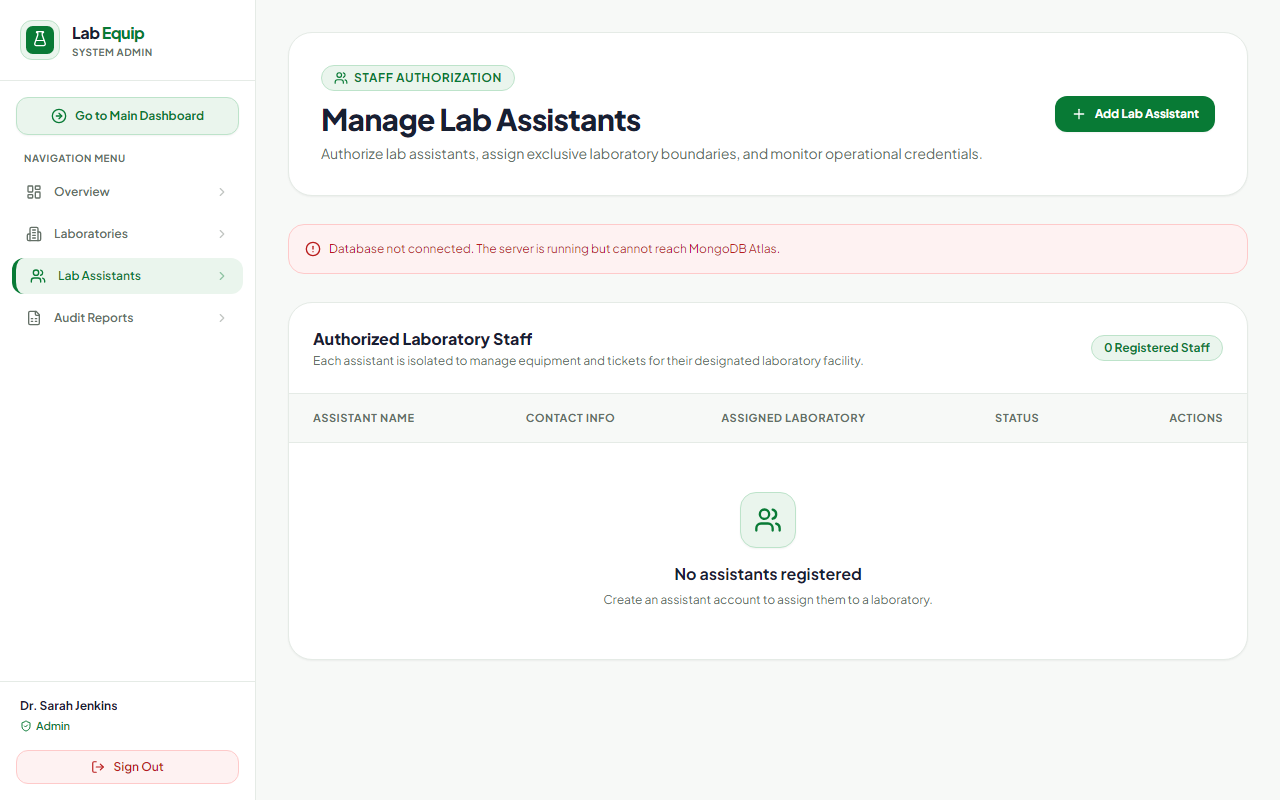 Lab Equip
SYSTEM ADMIN
Go to Main Dashboard
NAVIGATION MENU
Overview
Laboratories
Lab Assistants
Audit Reports
Dr. Sarah Jenkins
Admin
Sign Out
STAFF AUTHORIZATION
Manage Lab Assistants
Authorize lab assistants, assign exclusive laboratory boundaries, and monitor operational credentials.
Add Lab Assistant
Database not connected. The server is running but cannot reach MongoDB Atlas.
Authorized Laboratory Staff
Each assistant is isolated to manage equipment and tickets for their designated laboratory facility.
0 Registered Staff
ASSISTANT NAME CONTACT INFO ASSIGNED LABORATORY STATUS ACTIONS
No assistants registered
Create an assistant account to assign them to a laboratory.